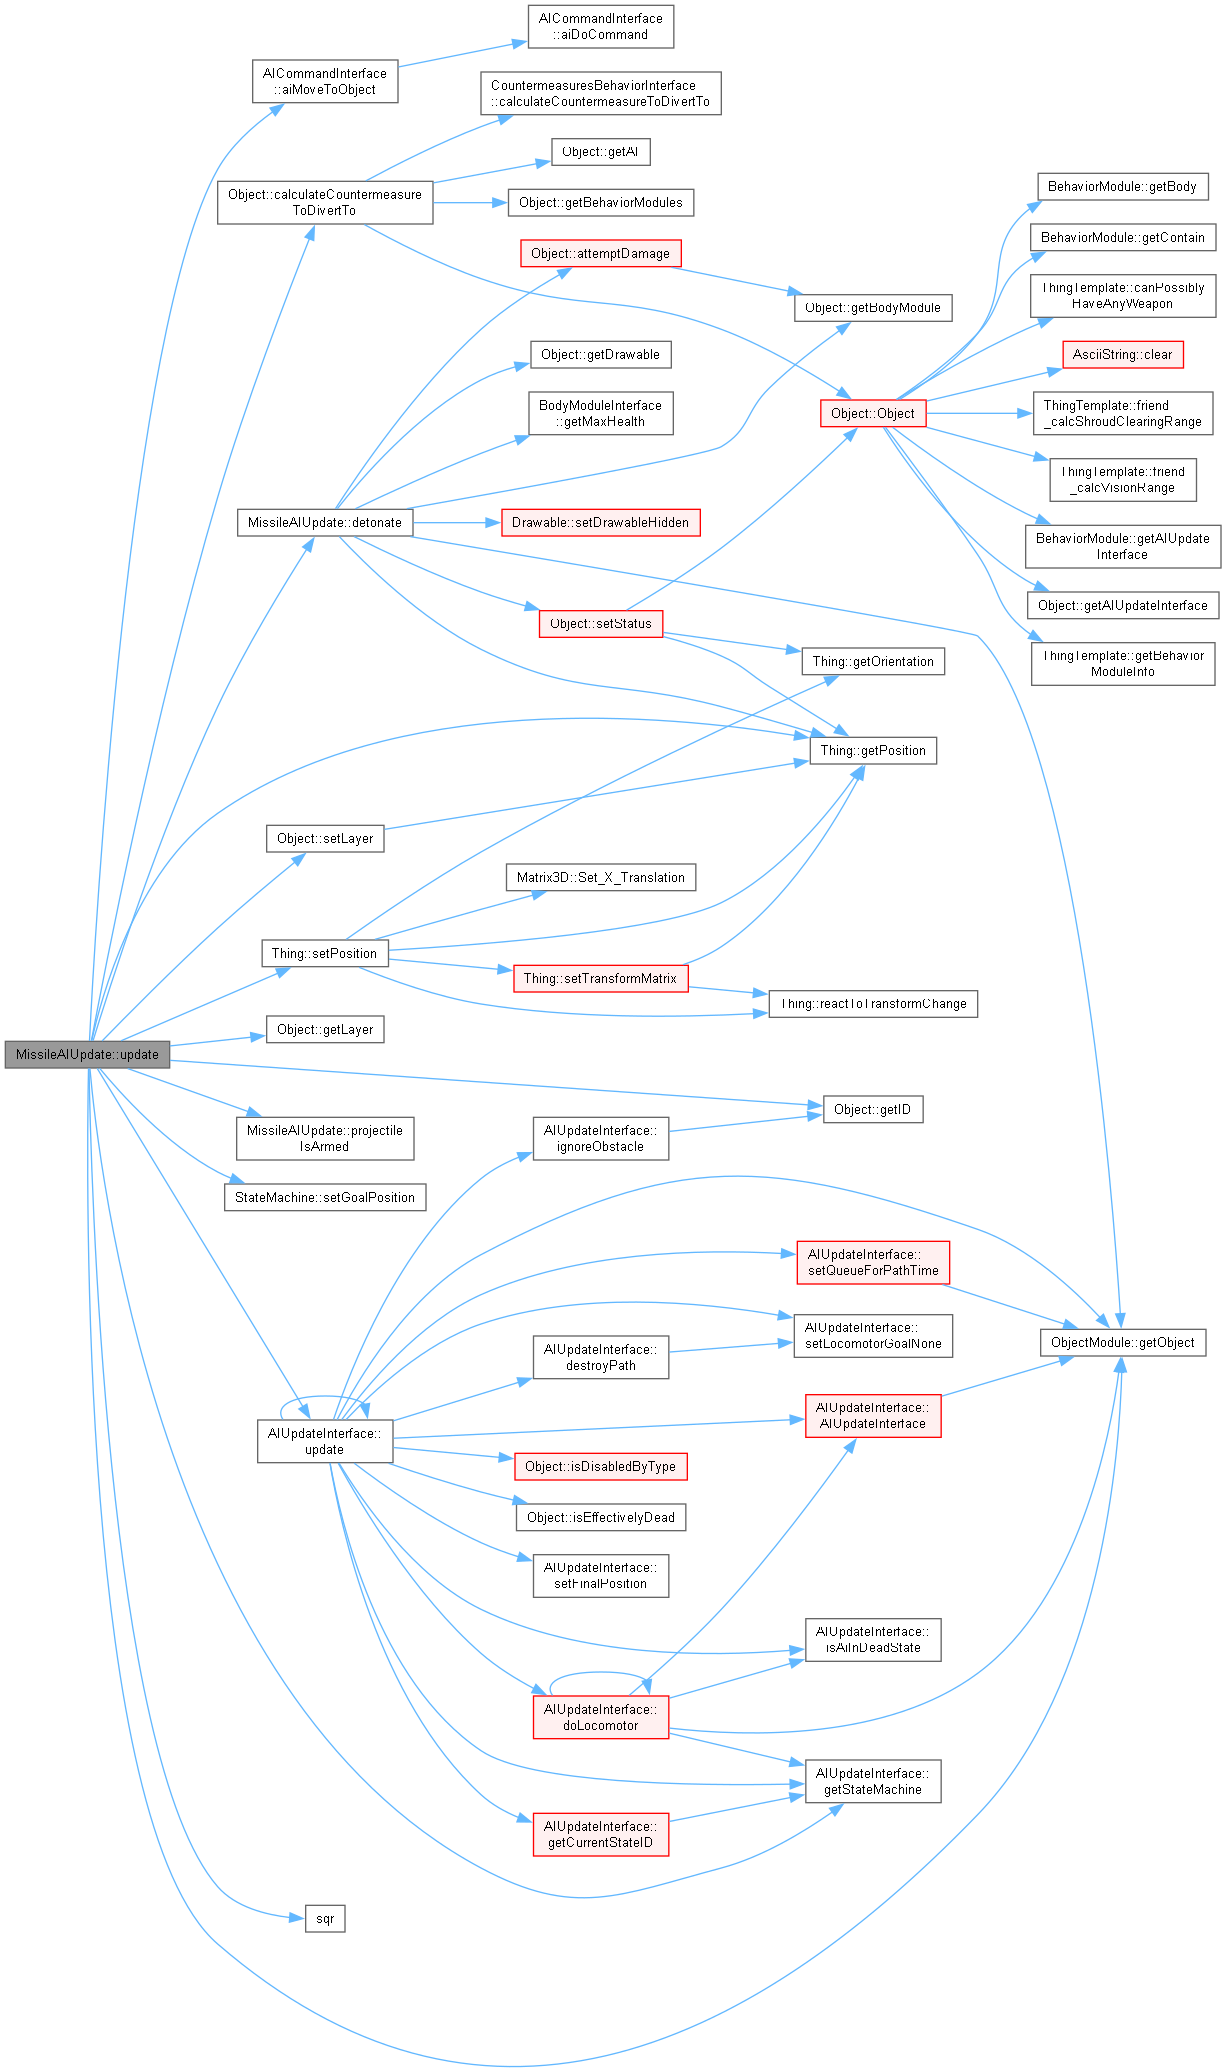 AICommandInterface
::aiDoCommand
AICommandInterface
::aiMoveToObject
CountermeasuresBehaviorInterface
::calculateCountermeasureToDivertTo
Object::getAI
Object::calculateCountermeasure
ToDivertTo
Object::getBehaviorModules
BehaviorModule::getBody
BehaviorModule::getContain
Object::attemptDamage
ThingTemplate::canPossibly
HaveAnyWeapon
Object::getBodyModule
Object::getDrawable
AsciiString::clear
BodyModuleInterface
::getMaxHealth
Object::Object
ThingTemplate::friend
_calcShroudClearingRange
ThingTemplate::friend
_calcVisionRange
MissileAIUpdate::detonate
Drawable::setDrawableHidden
BehaviorModule::getAIUpdate
Interface
Object::setStatus
Object::getAIUpdateInterface
Thing::getOrientation
ThingTemplate::getBehavior
ModuleInfo
Thing::getPosition
Object::setLayer
Matrix3D::Set_X_Translation
Thing::setPosition
Thing::setTransformMatrix
Thing::reactToTransformChange
Object::getLayer
MissileAIUpdate::update
Object::getID
MissileAIUpdate::projectile
IsArmed
AIUpdateInterface::
ignoreObstacle
StateMachine::setGoalPosition
AIUpdateInterface::
setQueueForPathTime
AIUpdateInterface::
setLocomotorGoalNone
ObjectModule::getObject
AIUpdateInterface::
destroyPath
AIUpdateInterface::
AIUpdateInterface
AIUpdateInterface::
update
Object::isDisabledByType
Object::isEffectivelyDead
AIUpdateInterface::
setFinalPosition
AIUpdateInterface::
isAiInDeadState
AIUpdateInterface::
doLocomotor
AIUpdateInterface::
getStateMachine
AIUpdateInterface::
getCurrentStateID
sqr